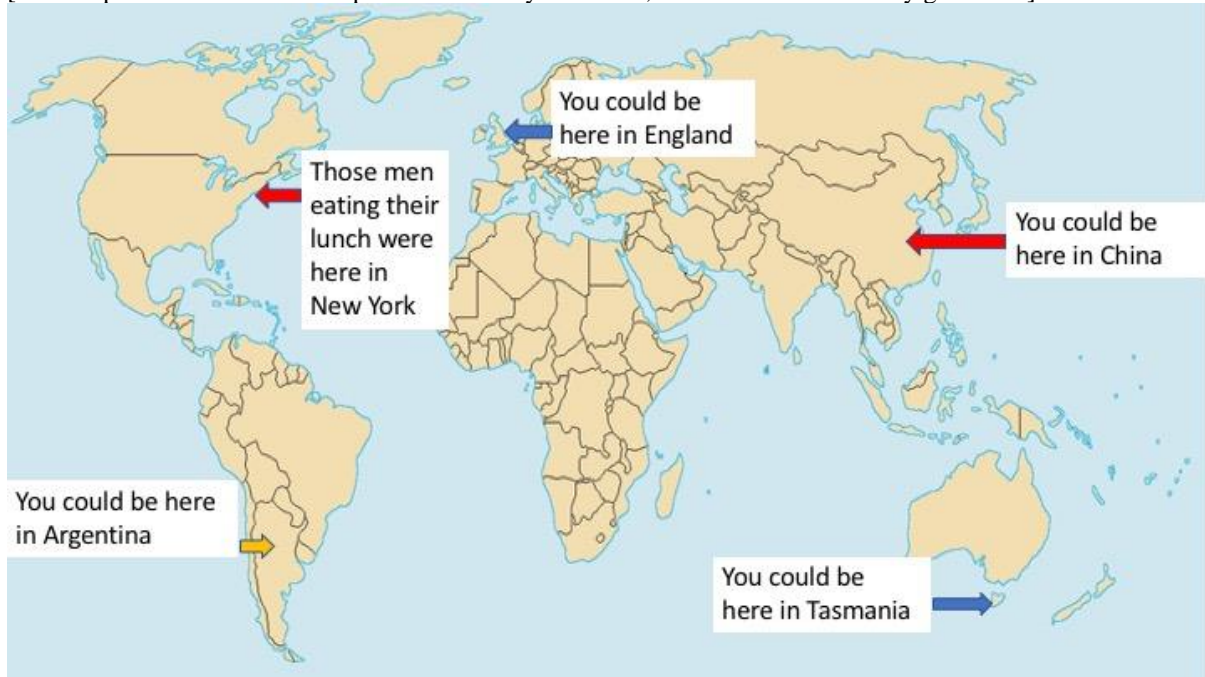 You could be
here in England
Those men
eating their
lunch were
here in
New York
You could be
here in China
You could be here
in Argentina
You could be
here in Tasmania